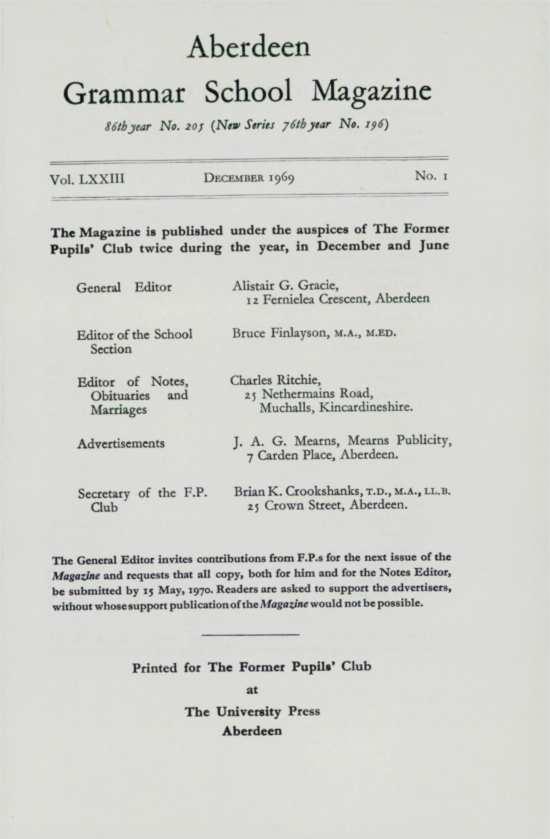 Aberdeen
Grammar School Magazine
86th year No. 205 (New Series 76th year No. 196)
Vol. LXXIII December 1969 No. 1
The Magazine is published under the auspices of The Former
Pupils' Club twice during the year, in December and June
General Editor Alistair G. Gracie,
12 Fernielea Crescent, Aberdeen
Editor of the School Bruce Finlayson, M.A., M.ED.
Section
Editor of Notes, Charles Ritchie,
Obituaries and 25 Nethermains Road,
Marriages Muchalls, Kincardineshire.
Advertisements J. A. G. Mearns, Mearns Publicity,
7 Carden Place, Aberdeen.
Secretary of the F.P. Brian K. Crookshanks, T.D., M.A., LL.B.
Club 25 Crown Street, Aberdeen.
The General Editor invites contributions from F.P.s for the next issue of the
Magazine and requests that all copy, both for him and for the Notes Editor,
be submitted by 15 May, 1970. Readers are asked to support the advertisers,
without whose support publication of the Magazine would not be possible.
Printed for The Former Pupils' Club
at
The University Press
Aberdeen